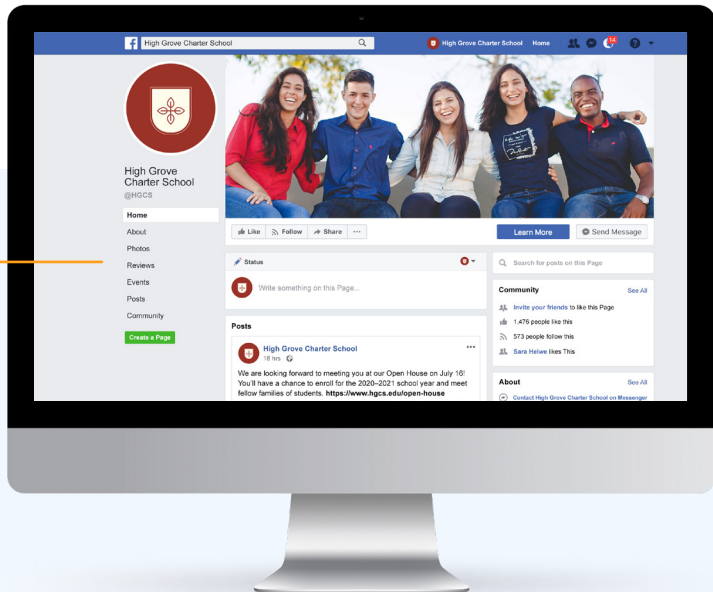 High Grove Charter School
High Grove Charter School Home 14
High Grove
Charter School
@HGCS
Home
About
Photos
Reviews
Events
Posts
Community
Create a Page
Like Follow Share ...
Learn More Send Message
Status
Write something on this Page...
Posts
High Grove Charter School
18 hrs
We are looking forward to meeting you at our Open House on July 16!
You'll have a chance to enroll for the 2020–2021 school year and meet
fellow families of students. https://www.hgcs.edu/open-house
Search for posts on this Page
Community See All
Invite your friends to like this Page
1,476 people like this
573 people follow this
Sara Helwe likes This
About See All
Contact High Grove Charter School on Messenger